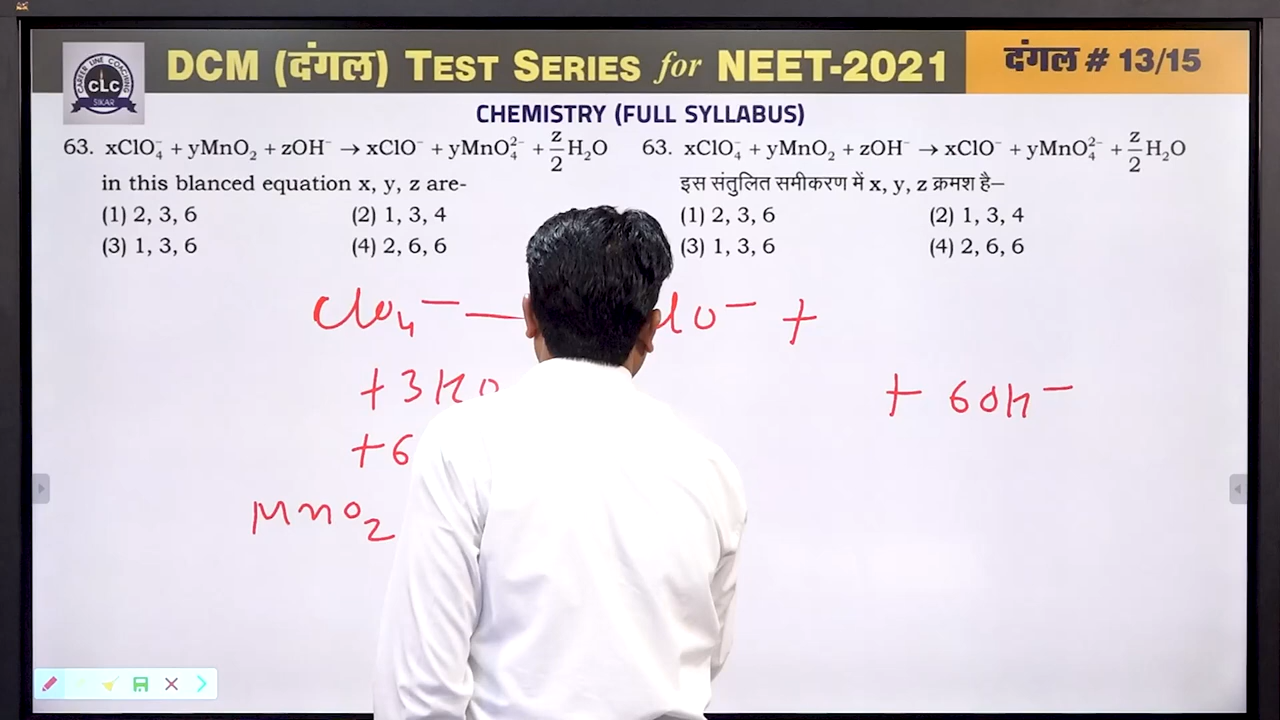 DCM (दंगल) TEST SERIES for NEET-2021
दंगल # 13/15
CAREER LINE COACHING
CLC
SIKAR
CHEMISTRY (FULL SYLLABUS)
63. xClO₄⁻ + yMnO₂ + zOH⁻ → xClO⁻ + yMnO₄²⁻ + z/2 H₂O
in this blanced equation x, y, z are-
(1) 2, 3, 6 (2) 1, 3, 4
(3) 1, 3, 6 (4) 2, 6, 6
63. xClO₄⁻ + yMnO₂ + zOH⁻ → xClO⁻ + yMnO₄²⁻ + z/2 H₂O
इस संतुलित समीकरण में x, y, z क्रमश है–
(1) 2, 3, 6 (2) 1, 3, 4
(3) 1, 3, 6 (4) 2, 6, 6
ClO₄⁻ — lO⁻ +
+3H2O + 6OH⁻
+6
MnO₂